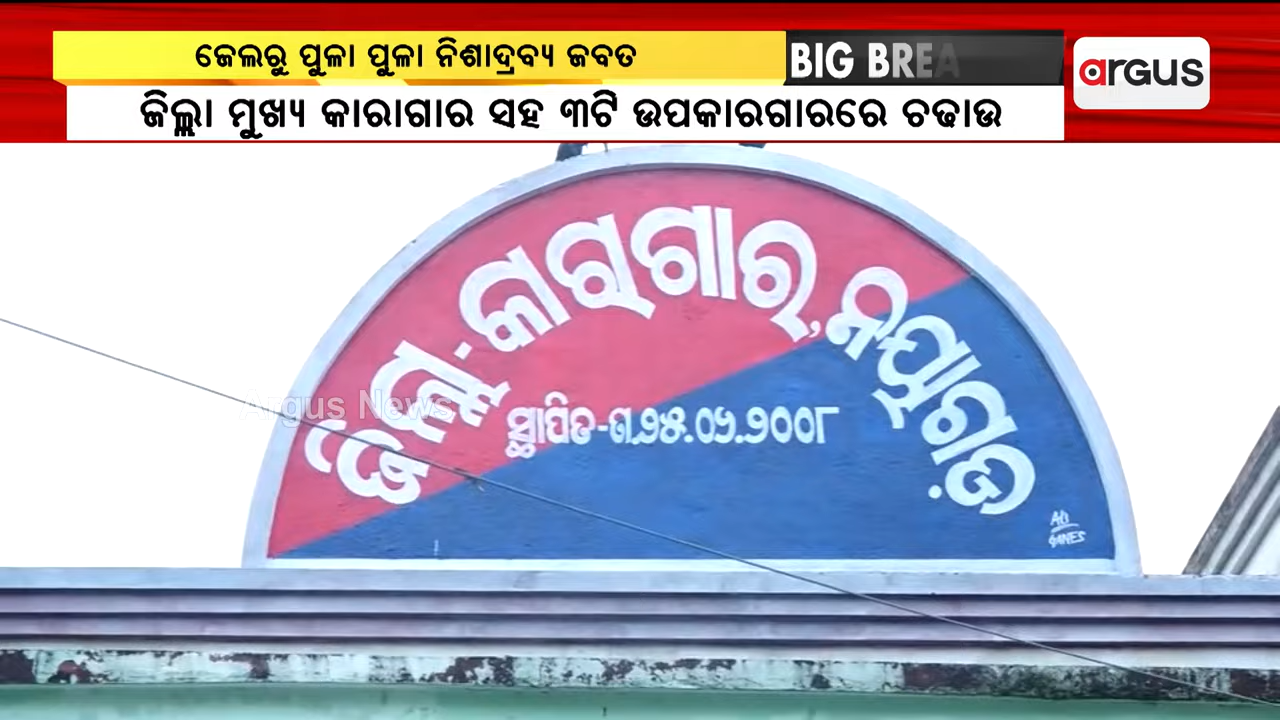 ଜେଲରୁ ପୁଳା ପୁଳା ନିଶାଦ୍ରବ୍ୟ ଜବତ
BIG BREA
argus
ଜିଲ୍ଲା ମୁଖ୍ୟ କାରାଗାର ସହ ୩ଟି ଉପକାରଗାରରେ ଚଢାଉ
ଜିଲ୍ଲା-କାରାଗାର, ନୟାଗଡ଼
Argus News
ସ୍ଥାପିତ-ତା.୨୫.୦୨.୨୦୦୮